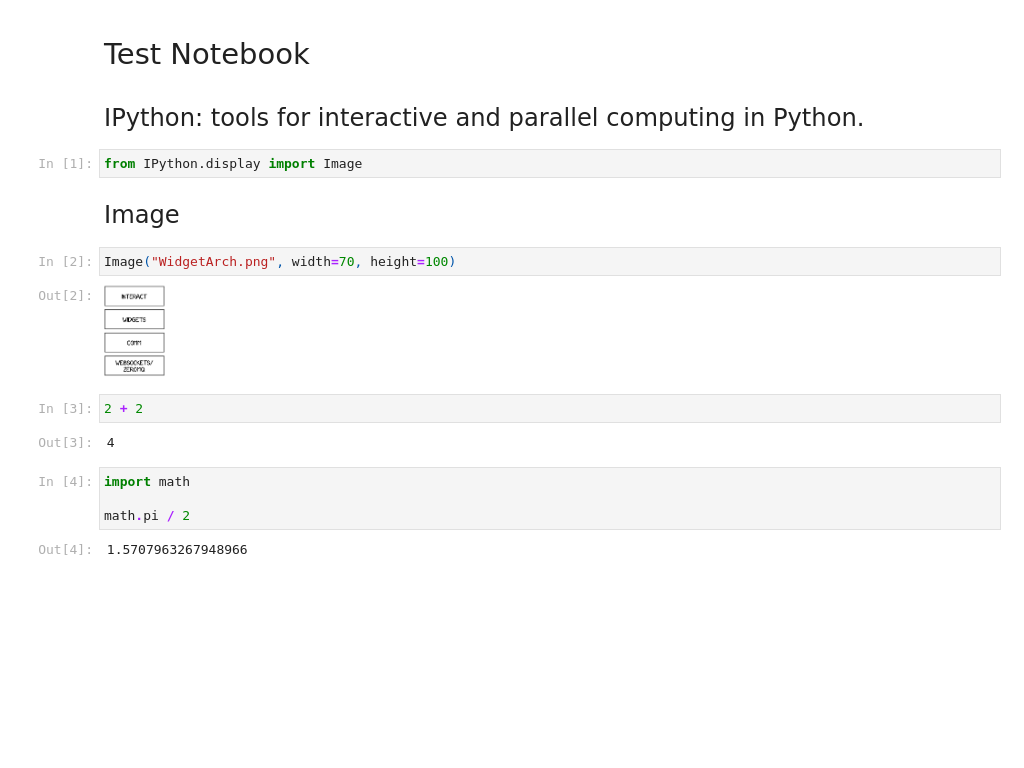 Test Notebook
IPython: tools for interactive and parallel computing in Python.
In [1]: from IPython.display import Image
Image
In [2]: Image("WidgetArch.png", width=70, height=100)
Out[2]:
INTERACT
WIDGETS
COMM
WEBSOCKETS/
ZEROMQ
In [3]: 2 + 2
Out[3]: 4
In [4]: import math
math.pi / 2
Out[4]: 1.5707963267948966